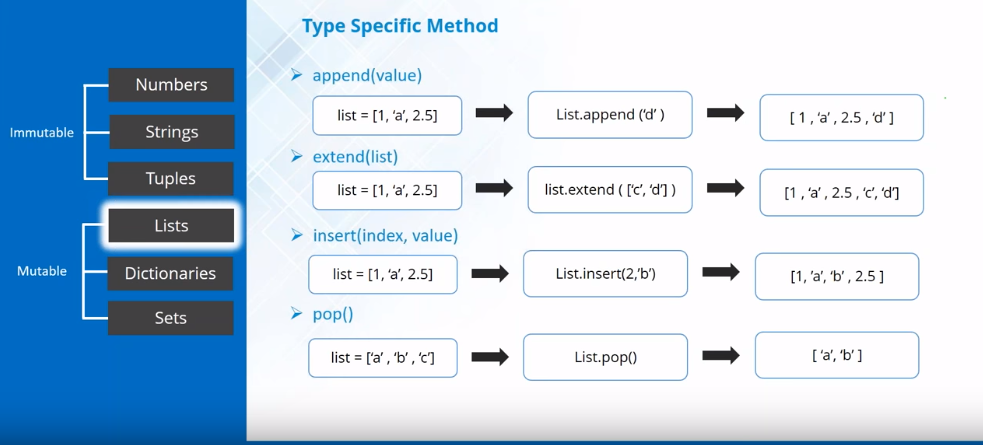 Type Specific Method
Immutable
Numbers
Strings
Tuples
Mutable
Lists
Dictionaries
Sets
append(value)
list = [1, ‘a’, 2.5]
List.append (‘d’ )
[ 1 , ‘a’ , 2.5 , ‘d’ ]
extend(list)
list = [1, ‘a’, 2.5]
list.extend ( [‘c’, ‘d’] )
[1 , ‘a’ , 2.5 , ‘c’, ‘d’]
insert(index, value)
list = [1, ‘a’, 2.5]
List.insert(2,’b’)
[1, ’a’, ‘b’ , 2.5 ]
pop()
list = [‘a’ , ‘b’ , ‘c’]
List.pop()
[ ‘a’, ‘b’ ]